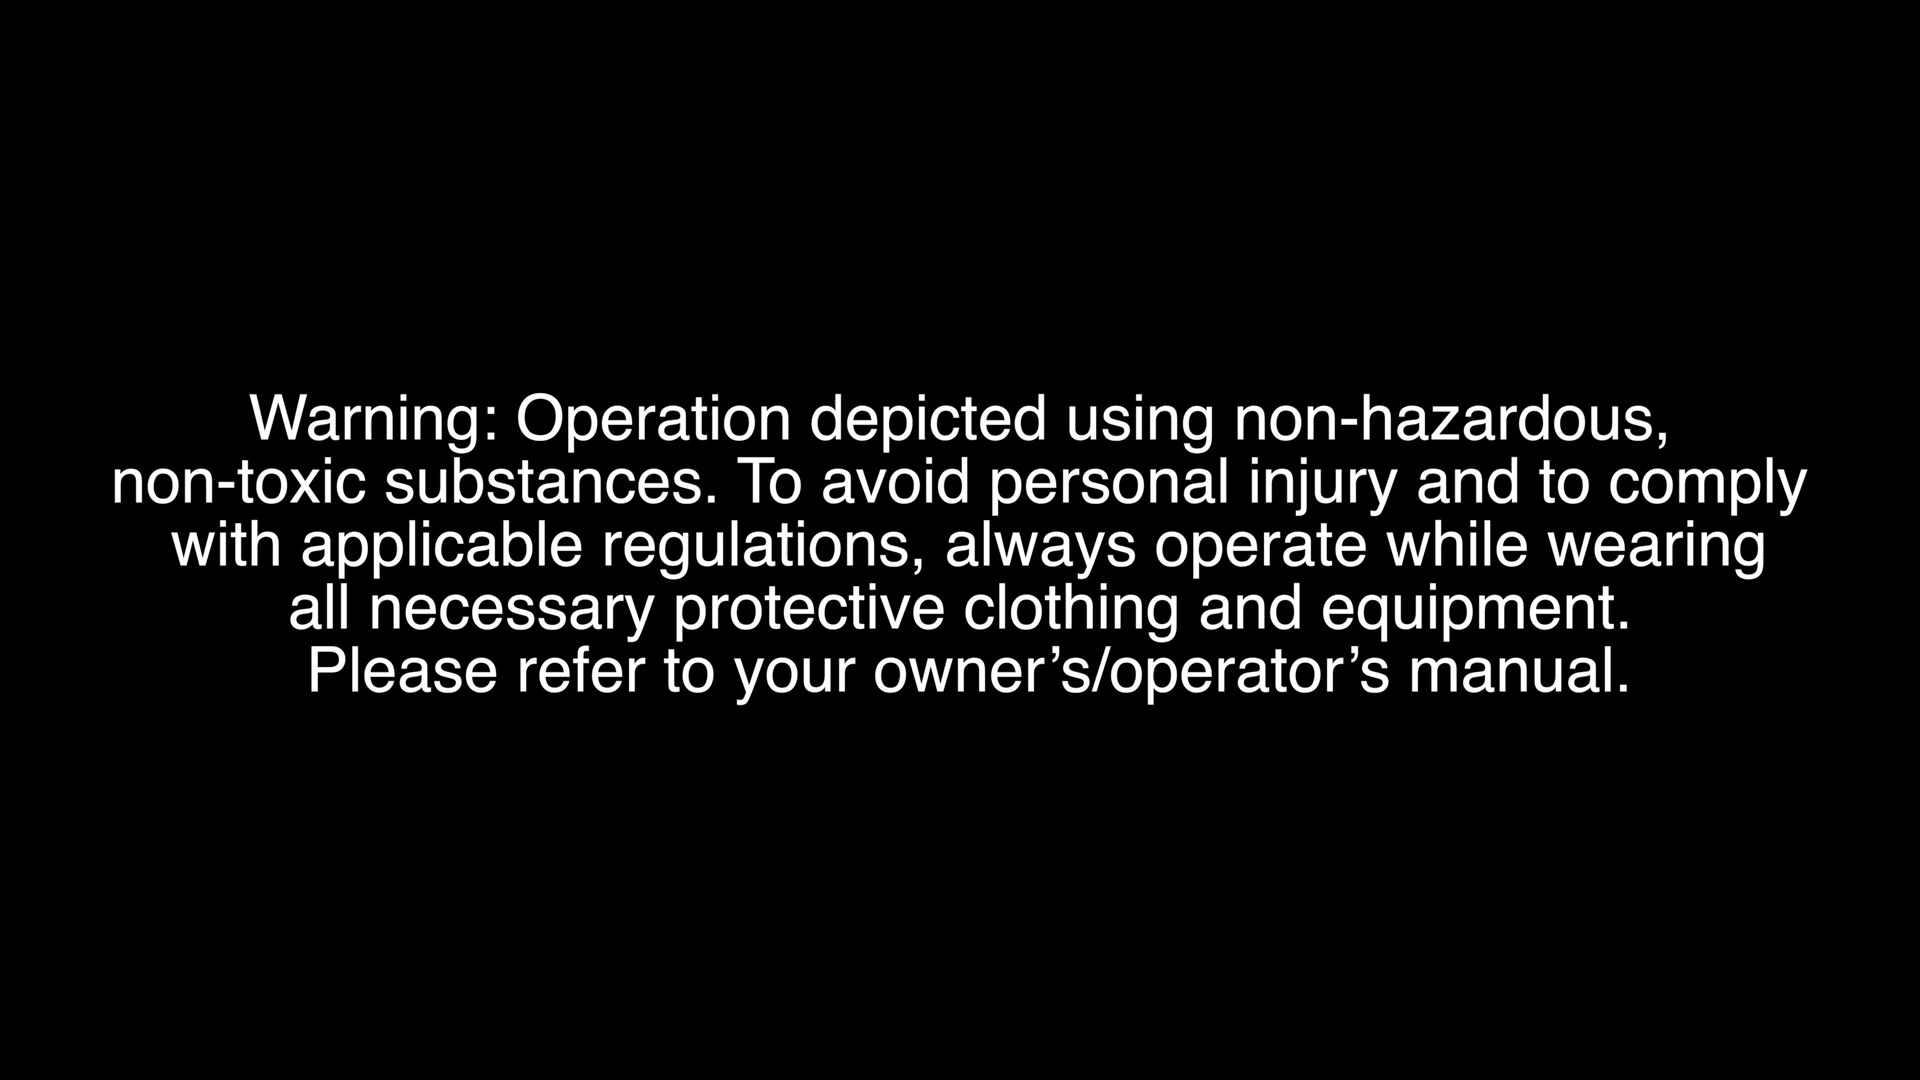 Warning: Operation depicted using non-hazardous,
non-toxic substances. To avoid personal injury and to comply
with applicable regulations, always operate while wearing
all necessary protective clothing and equipment.
Please refer to your owner’s/operator’s manual.